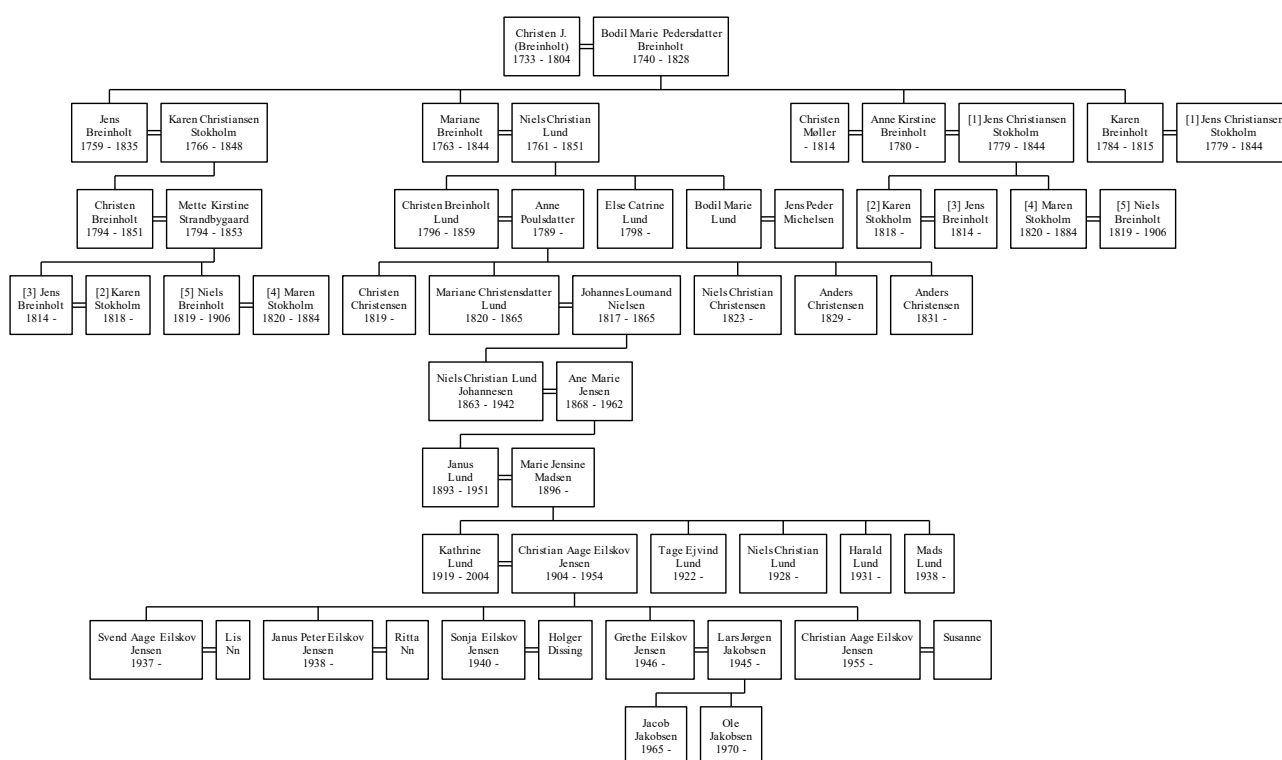 Christen J.
(Breinholt)
1733 - 1804
Bodil Marie Pedersdatter
Breinholt
1740 - 1828
Jens
Breinholt
1759 - 1835
Karen Christiansen
Stokholm
1766 - 1848
Mariane
Breinholt
1763 - 1844
Niels Christian
Lund
1761 - 1851
Christen
Møller
- 1814
Anne Kirstine
Breinholt
1780 -
[1] Jens Christiansen
Stokholm
1779 - 1844
Karen
Breinholt
1784 - 1815
[1] Jens Christiansen
Stokholm
1779 - 1844
Christen
Breinholt
1794 - 1851
Mette Kirstine
Strandbygaard
1794 - 1853
Christen Breinholt
Lund
1796 - 1859
Anne
Poulsdatter
1789 -
Else Catrine
Lund
1798 -
Bodil Marie
Lund
Jens Peder
Michelsen
[2] Karen
Stokholm
1818 -
[3] Jens
Breinholt
1814 -
[4] Maren
Stokholm
1820 - 1884
[5] Niels
Breinholt
1819 - 1906
[3] Jens
Breinholt
1814 -
[2] Karen
Stokholm
1818 -
[5] Niels
Breinholt
1819 - 1906
[4] Maren
Stokholm
1820 - 1884
Christen
Christensen
1819 -
Mariane Christensdatter
Lund
1820 - 1865
Johannes Loumand
Nielsen
1817 - 1865
Niels Christian
Christensen
1823 -
Anders
Christensen
1829 -
Anders
Christensen
1831 -
Niels Christian Lund
Johannesen
1863 - 1942
Ane Marie
Jensen
1868 - 1962
Janus
Lund
1893 - 1951
Marie Jensine
Madsen
1896 -
Kathrine
Lund
1919 - 2004
Christian Aage Eilskov
Jensen
1904 - 1954
Tage Ejvind
Lund
1922 -
Niels Christian
Lund
1928 -
Harald
Lund
1931 -
Mads
Lund
1938 -
Svend Aage Eilskov
Jensen
1937 -
Lis
Nn
Janus Peter Eilskov
Jensen
1938 -
Ritta
Nn
Sonja Eilskov
Jensen
1940 -
Holger
Dissing
Grethe Eilskov
Jensen
1946 -
Lars Jørgen
Jakobsen
1945 -
Christian Aage Eilskov
Jensen
1955 -
Susanne
Jacob
Jakobsen
1965 -
Ole
Jakobsen
1970 -